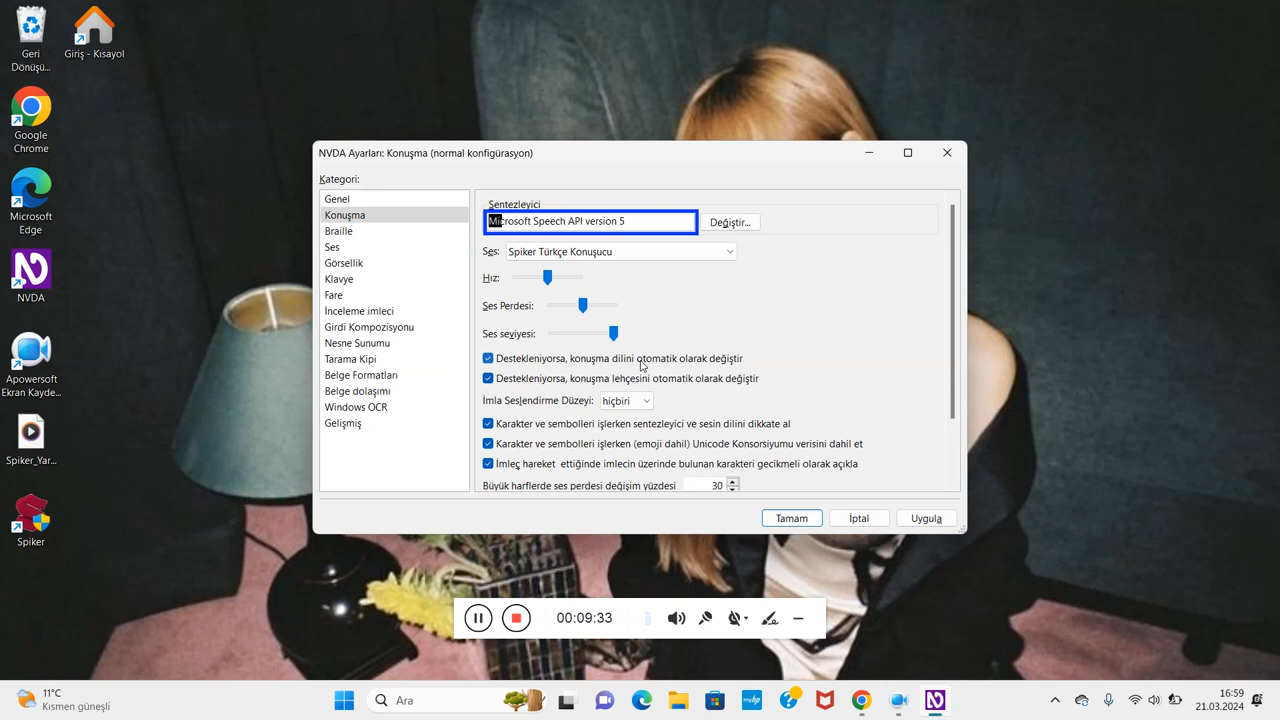 Geri
Dönüşü...
Giriş - Kısayol
Google
Chrome
Microsoft
Edge
NVDA
Apowersoft
Ekran Kayde...
Spiker_Yar...
Spiker
NVDA Ayarları: Konuşma (normal konfigürasyon)
Kategori:
Genel
Konuşma
Braille
Ses
Görsellik
Klavye
Fare
İnceleme imleci
Girdi Kompozisyonu
Nesne Sunumu
Tarama Kipi
Belge Formatları
Belge dolaşımı
Windows OCR
Gelişmiş
Sentezleyici
Microsoft Speech API version 5
Değiştir...
Ses: Spiker Türkçe Konuşucu
Hız:
Ses Perdesi:
Ses seviyesi:
Destekleniyorsa, konuşma dilini otomatik olarak değiştir
Destekleniyorsa, konuşma lehçesini otomatik olarak değiştir
İmla Seslendirme Düzeyi: hiçbiri
Karakter ve sembolleri işlerken sentezleyici ve sesin dilini dikkate al
Karakter ve sembolleri işlerken (emoji dahil) Unicode Konsorsiyumu verisini dahil et
İmleç hareket ettiğinde imlecin üzerinde bulunan karakteri gecikmeli olarak açıkla
Büyük harflerde ses perdesi değişim yüzdesi 30
Tamam
İptal
Uygula
00:09:33
11°C
Kısmen güneşli
Ara
myhp
16:59
21.03.2024